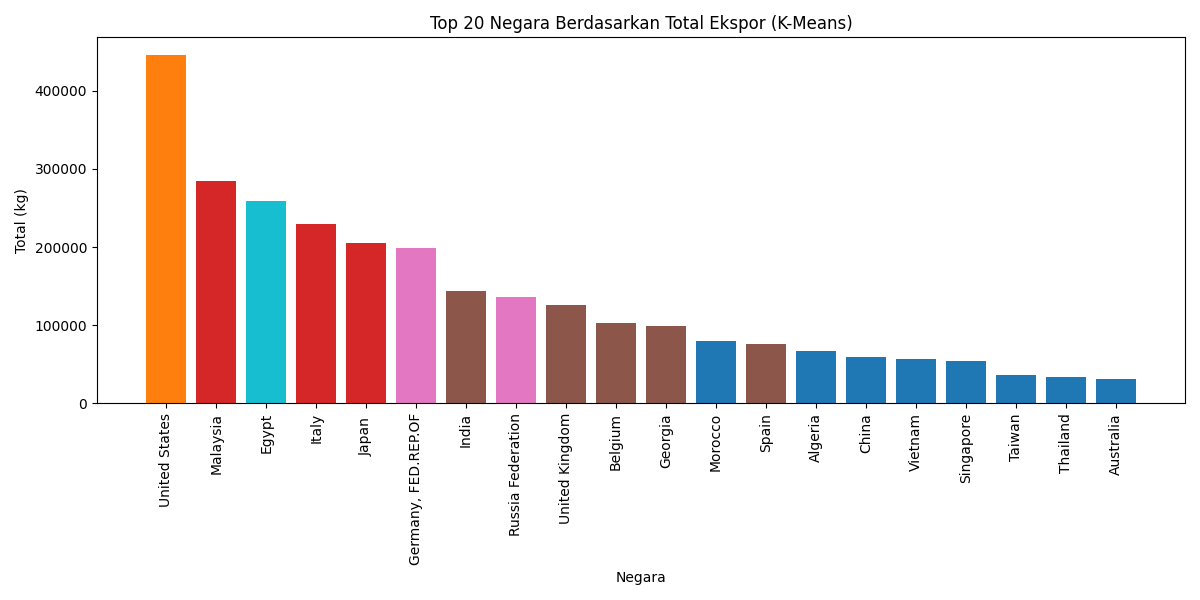 Top 20 Negara Berdasarkan Total Ekspor (K-Means)
Total (kg)
400000
300000
200000
100000
0
United States
Malaysia
Egypt
Italy
Japan
Germany, FED.REP.OF
India
Russia Federation
United Kingdom
Belgium
Georgia
Morocco
Spain
Algeria
China
Vietnam
Singapore
Taiwan
Thailand
Australia
Negara